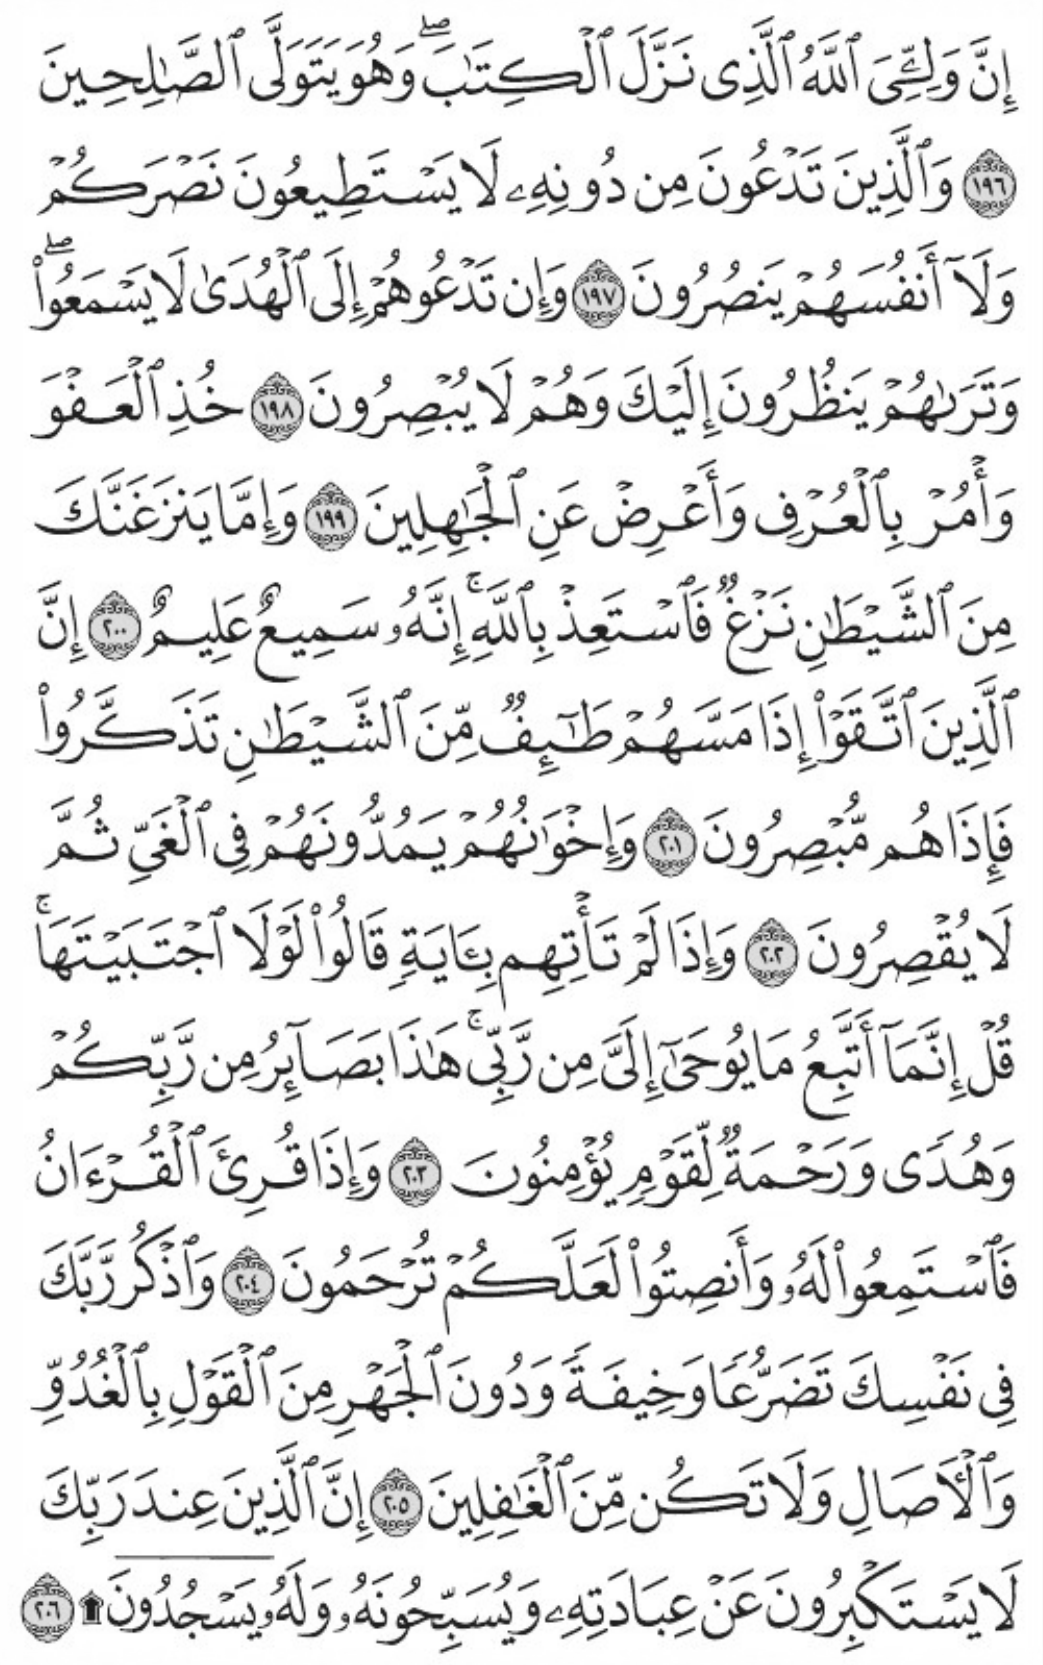 إِنَّ وَلِـِّۧيَ ٱللَّهُ ٱلَّذِى نَزَّلَ ٱلْكِتَٰبَ ۖ وَهُوَ يَتَوَلَّى ٱلصَّٰلِحِينَ
١٩٦ وَٱلَّذِينَ تَدْعُونَ مِن دُونِهِۦ لَا يَسْتَطِيعُونَ نَصْرَكُمْ
وَلَآ أَنفُسَهُمْ يَنصُرُونَ ١٩٧ وَإِن تَدْعُوهُمْ إِلَى ٱلْهُدَىٰ لَا يَسْمَعُوا۟ ۖ
وَتَرَىٰهُمْ يَنظُرُونَ إِلَيْكَ وَهُمْ لَا يُبْصِرُونَ ١٩٨ خُذِ ٱلْعَفْوَ
وَأْمُرْ بِٱلْعُرْفِ وَأَعْرِضْ عَنِ ٱلْجَٰهِلِينَ ١٩٩ وَإِمَّا يَنزَغَنَّكَ
مِنَ ٱلشَّيْطَٰنِ نَزْغٌ فَٱسْتَعِذْ بِٱللَّهِ ۚ إِنَّهُۥ سَمِيعٌ عَلِيمٌ ٢٠٠ إِنَّ
ٱلَّذِينَ ٱتَّقَوْا۟ إِذَا مَسَّهُمْ طَٰٓئِفٌ مِّنَ ٱلشَّيْطَٰنِ تَذَكَّرُوا۟
فَإِذَا هُم مُّبْصِرُونَ ٢٠١ وَإِخْوَٰنُهُمْ يَمُدُّونَهُمْ فِى ٱلْغَىِّ ثُمَّ
لَا يُقْصِرُونَ ٢٠٢ وَإِذَا لَمْ تَأْتِهِم بِـَٔايَةٍ قَالُوا۟ لَوْلَا ٱجْتَبَيْتَهَا ۚ
قُلْ إِنَّمَآ أَتَّبِعُ مَا يُوحَىٰٓ إِلَىَّ مِن رَّبِّى ۚ هَٰذَا بَصَآئِرُ مِن رَّبِّكُمْ
وَهُدًى وَرَحْمَةٌ لِّقَوْمٍ يُؤْمِنُونَ ٢٠٣ وَإِذَا قُرِئَ ٱلْقُرْءَانُ
فَٱسْتَمِعُوا۟ لَهُۥ وَأَنصِتُوا۟ لَعَلَّكُمْ تُرْحَمُونَ ٢٠٤ وَٱذْكُر رَّبَّكَ
فِى نَفْسِكَ تَضَرُّعًا وَخِيفَةً وَدُونَ ٱلْجَهْرِ مِنَ ٱلْقَوْلِ بِٱلْغُدُوِّ
وَٱلْـَٔاصَالِ وَلَا تَكُن مِّنَ ٱلْغَٰفِلِينَ ٢٠٥ إِنَّ ٱلَّذِينَ عِندَ رَبِّكَ
لَا يَسْتَكْبِرُونَ عَنْ عِبَادَتِهِۦ وَيُسَبِّحُونَهُۥ وَلَهُۥ يَسْجُدُونَ ۩ ٢٠٦